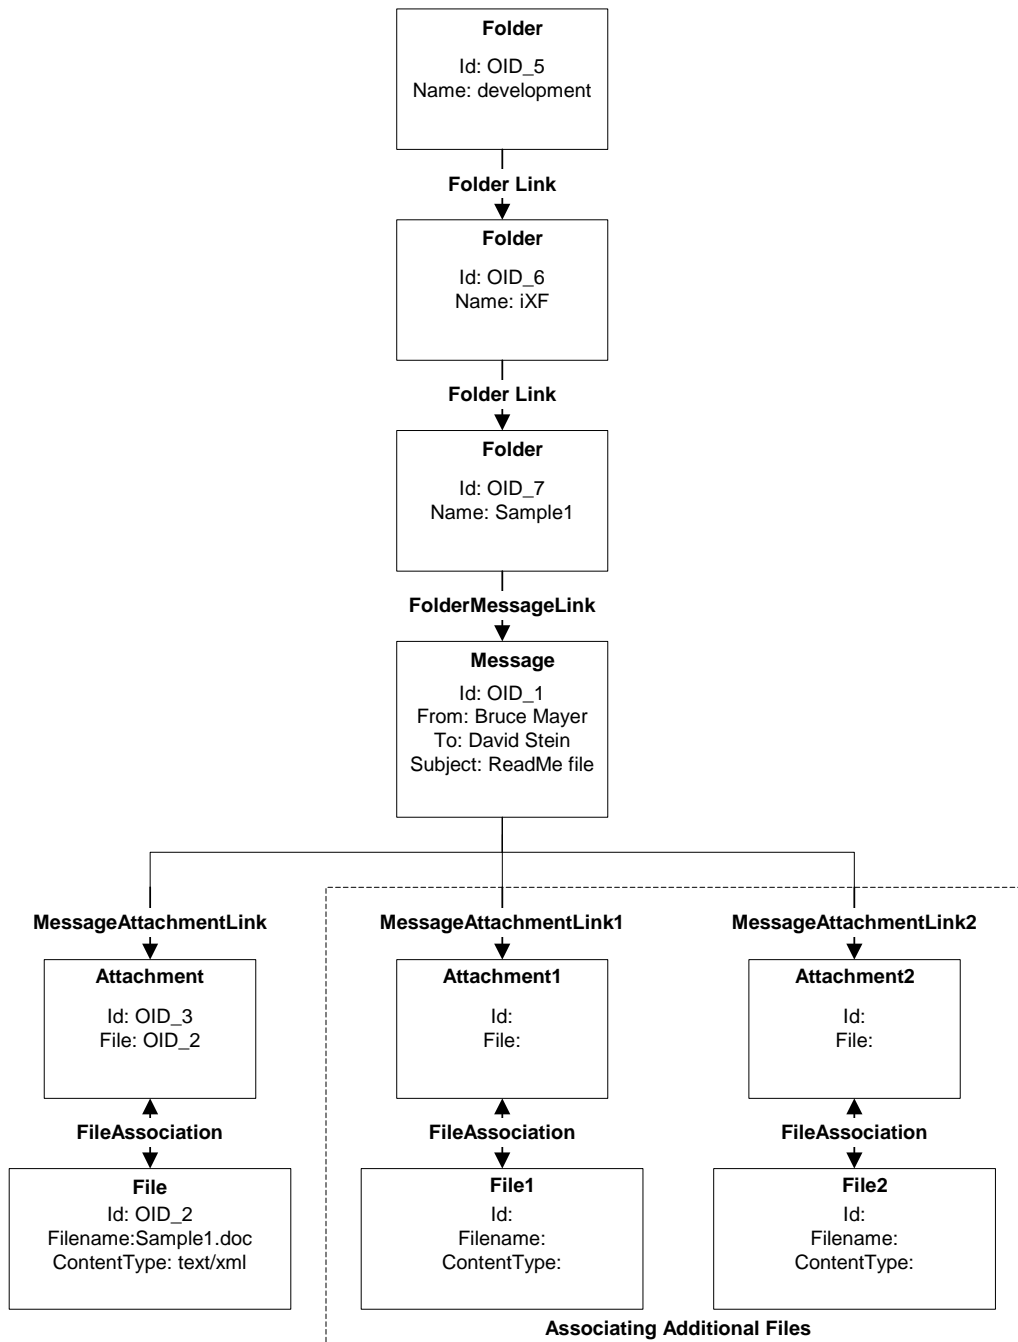 Folder
Id: OID_5
Name: development
Folder Link
Folder
Id: OID_6
Name: iXF
Folder Link
Folder
Id: OID_7
Name: Sample1
FolderMessageLink
Message
Id: OID_1
From: Bruce Mayer
To: David Stein
Subject: ReadMe file
MessageAttachmentLink
Attachment
Id: OID_3
File: OID_2
FileAssociation
File
Id: OID_2
Filename:Sample1.doc
ContentType: text/xml
MessageAttachmentLink1
Attachment1
Id:
File:
FileAssociation
File1
Id:
Filename:
ContentType:
MessageAttachmentLink2
Attachment2
Id:
File:
FileAssociation
File2
Id:
Filename:
ContentType:
Associating Additional Files